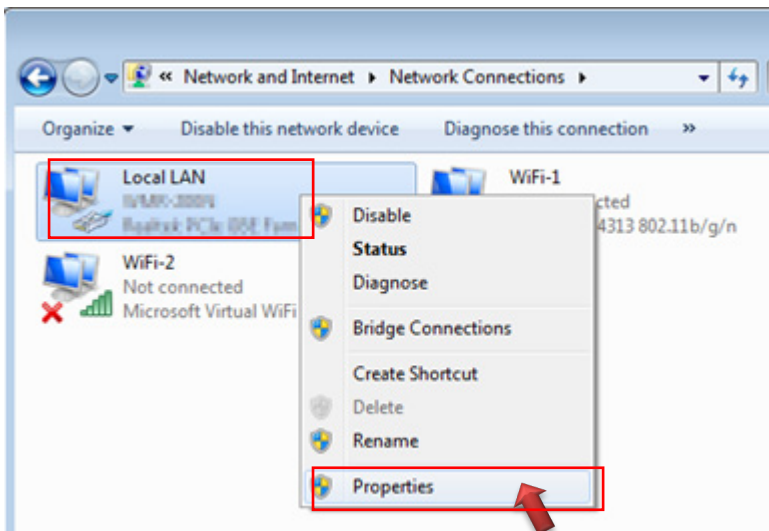 « Network and Internet ▸ Network Connections ▸
Organize ▾ Disable this network device Diagnose this connection »
Local LAN
WiFi-1
cted
4313 802.11b/g/n
WiFi-2
Not connected
Microsoft Virtual WiFi
Disable
Status
Diagnose
Bridge Connections
Create Shortcut
Delete
Rename
Properties